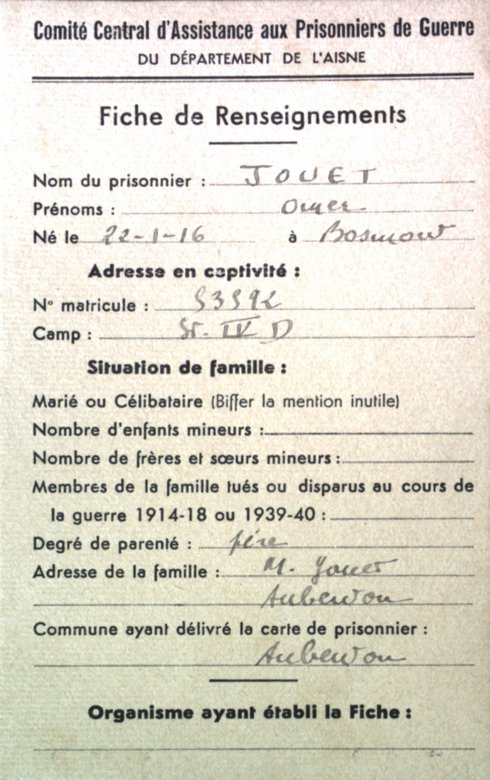 Comité Central d'Assistance aux Prisonniers de Guerre
DU DÉPARTEMENT DE L'AISNE
Fiche de Renseignements
Nom du prisonnier : JOUET
Prénoms : Omer
Né le 22-1-16 à Bosmont
Adresse en captivité :
N° matricule : 53592
Camp : St. IV D
Situation de famille :
Marié ou Célibataire (Biffer la mention inutile)
Nombre d'enfants mineurs :
Nombre de frères et sœurs mineurs :
Membres de la famille tués ou disparus au cours de
la guerre 1914-18 ou 1939-40 :
Degré de parenté : père
Adresse de la famille : M. Jouet
Aubenton
Commune ayant délivré la carte de prisonnier :
Aubenton
Organisme ayant établi la Fiche :